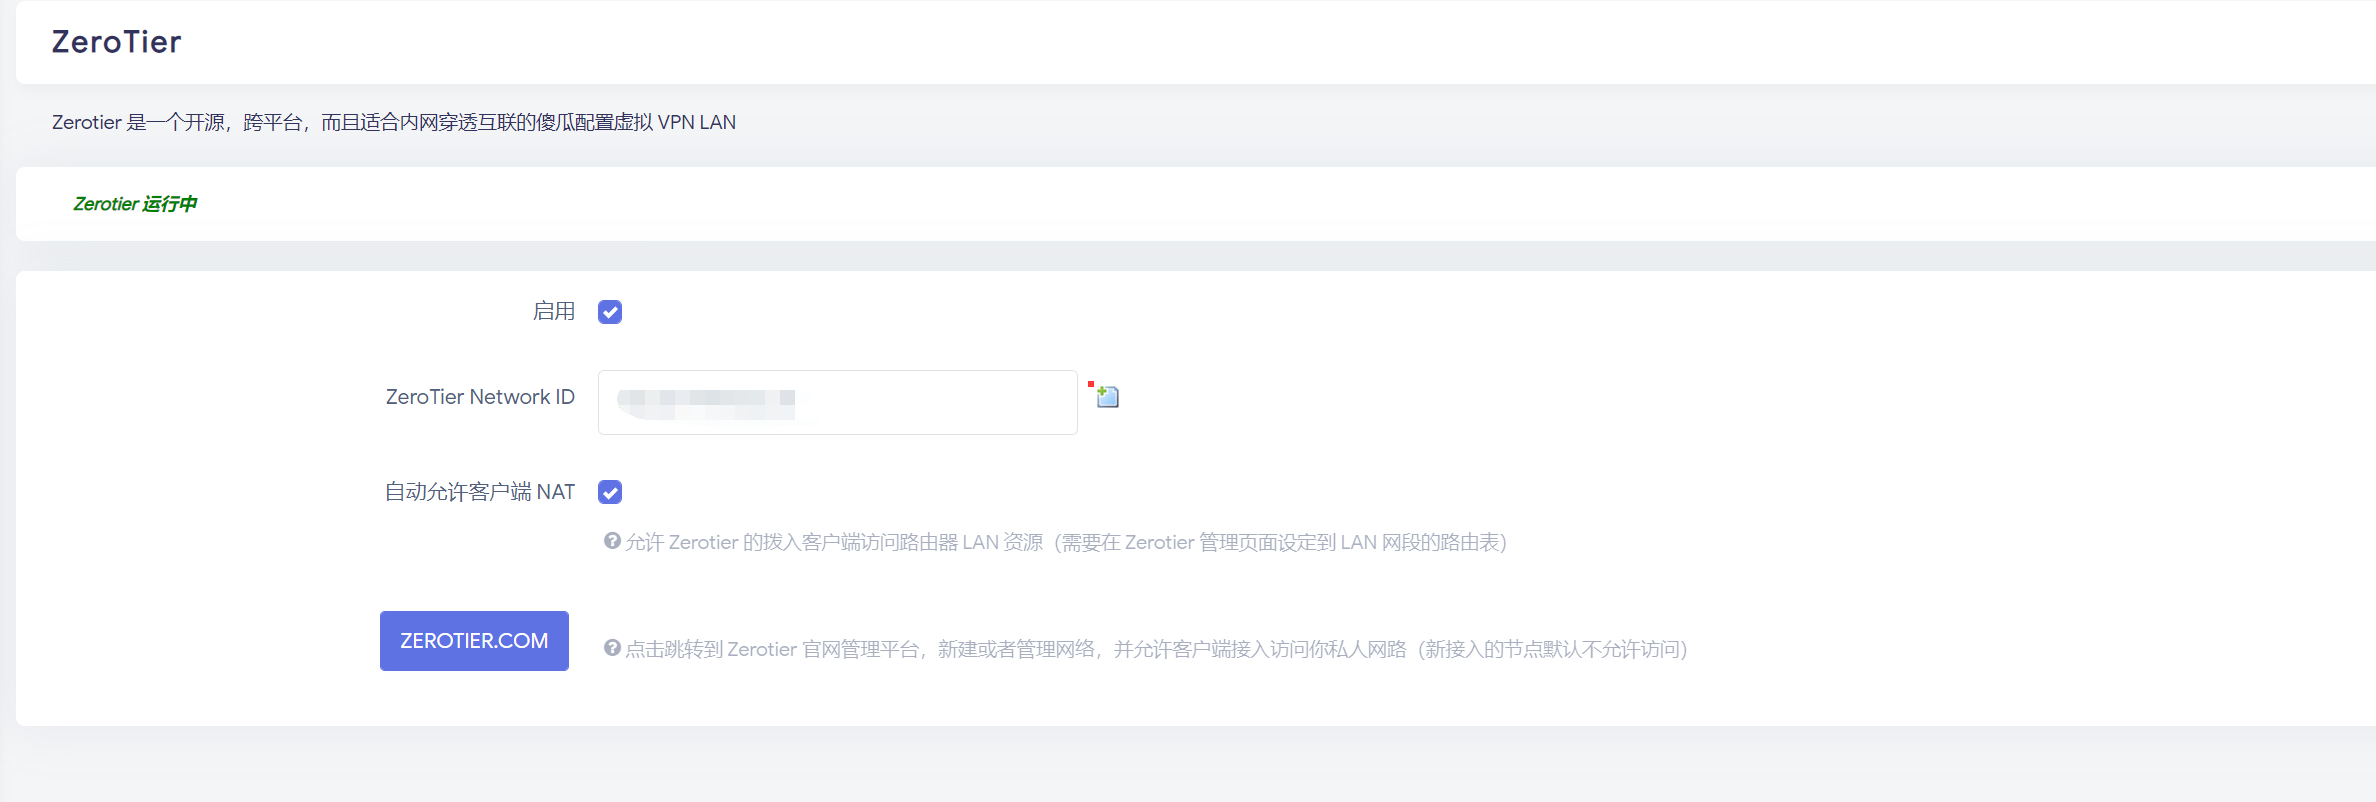 ZeroTier
Zerotier 是一个开源，跨平台，而且适合内网穿透互联的傻瓜配置虚拟 VPN LAN
Zerotier 运行中
启用
ZeroTier Network ID
自动允许客户端 NAT
允许 Zerotier 的拨入客户端访问路由器 LAN 资源（需要在 Zerotier 管理页面设定到 LAN 网段的路由表）
ZEROTIER.COM
点击跳转到 Zerotier 官网管理平台，新建或者管理网络，并允许客户端接入访问你私人网路（新接入的节点默认不允许访问）